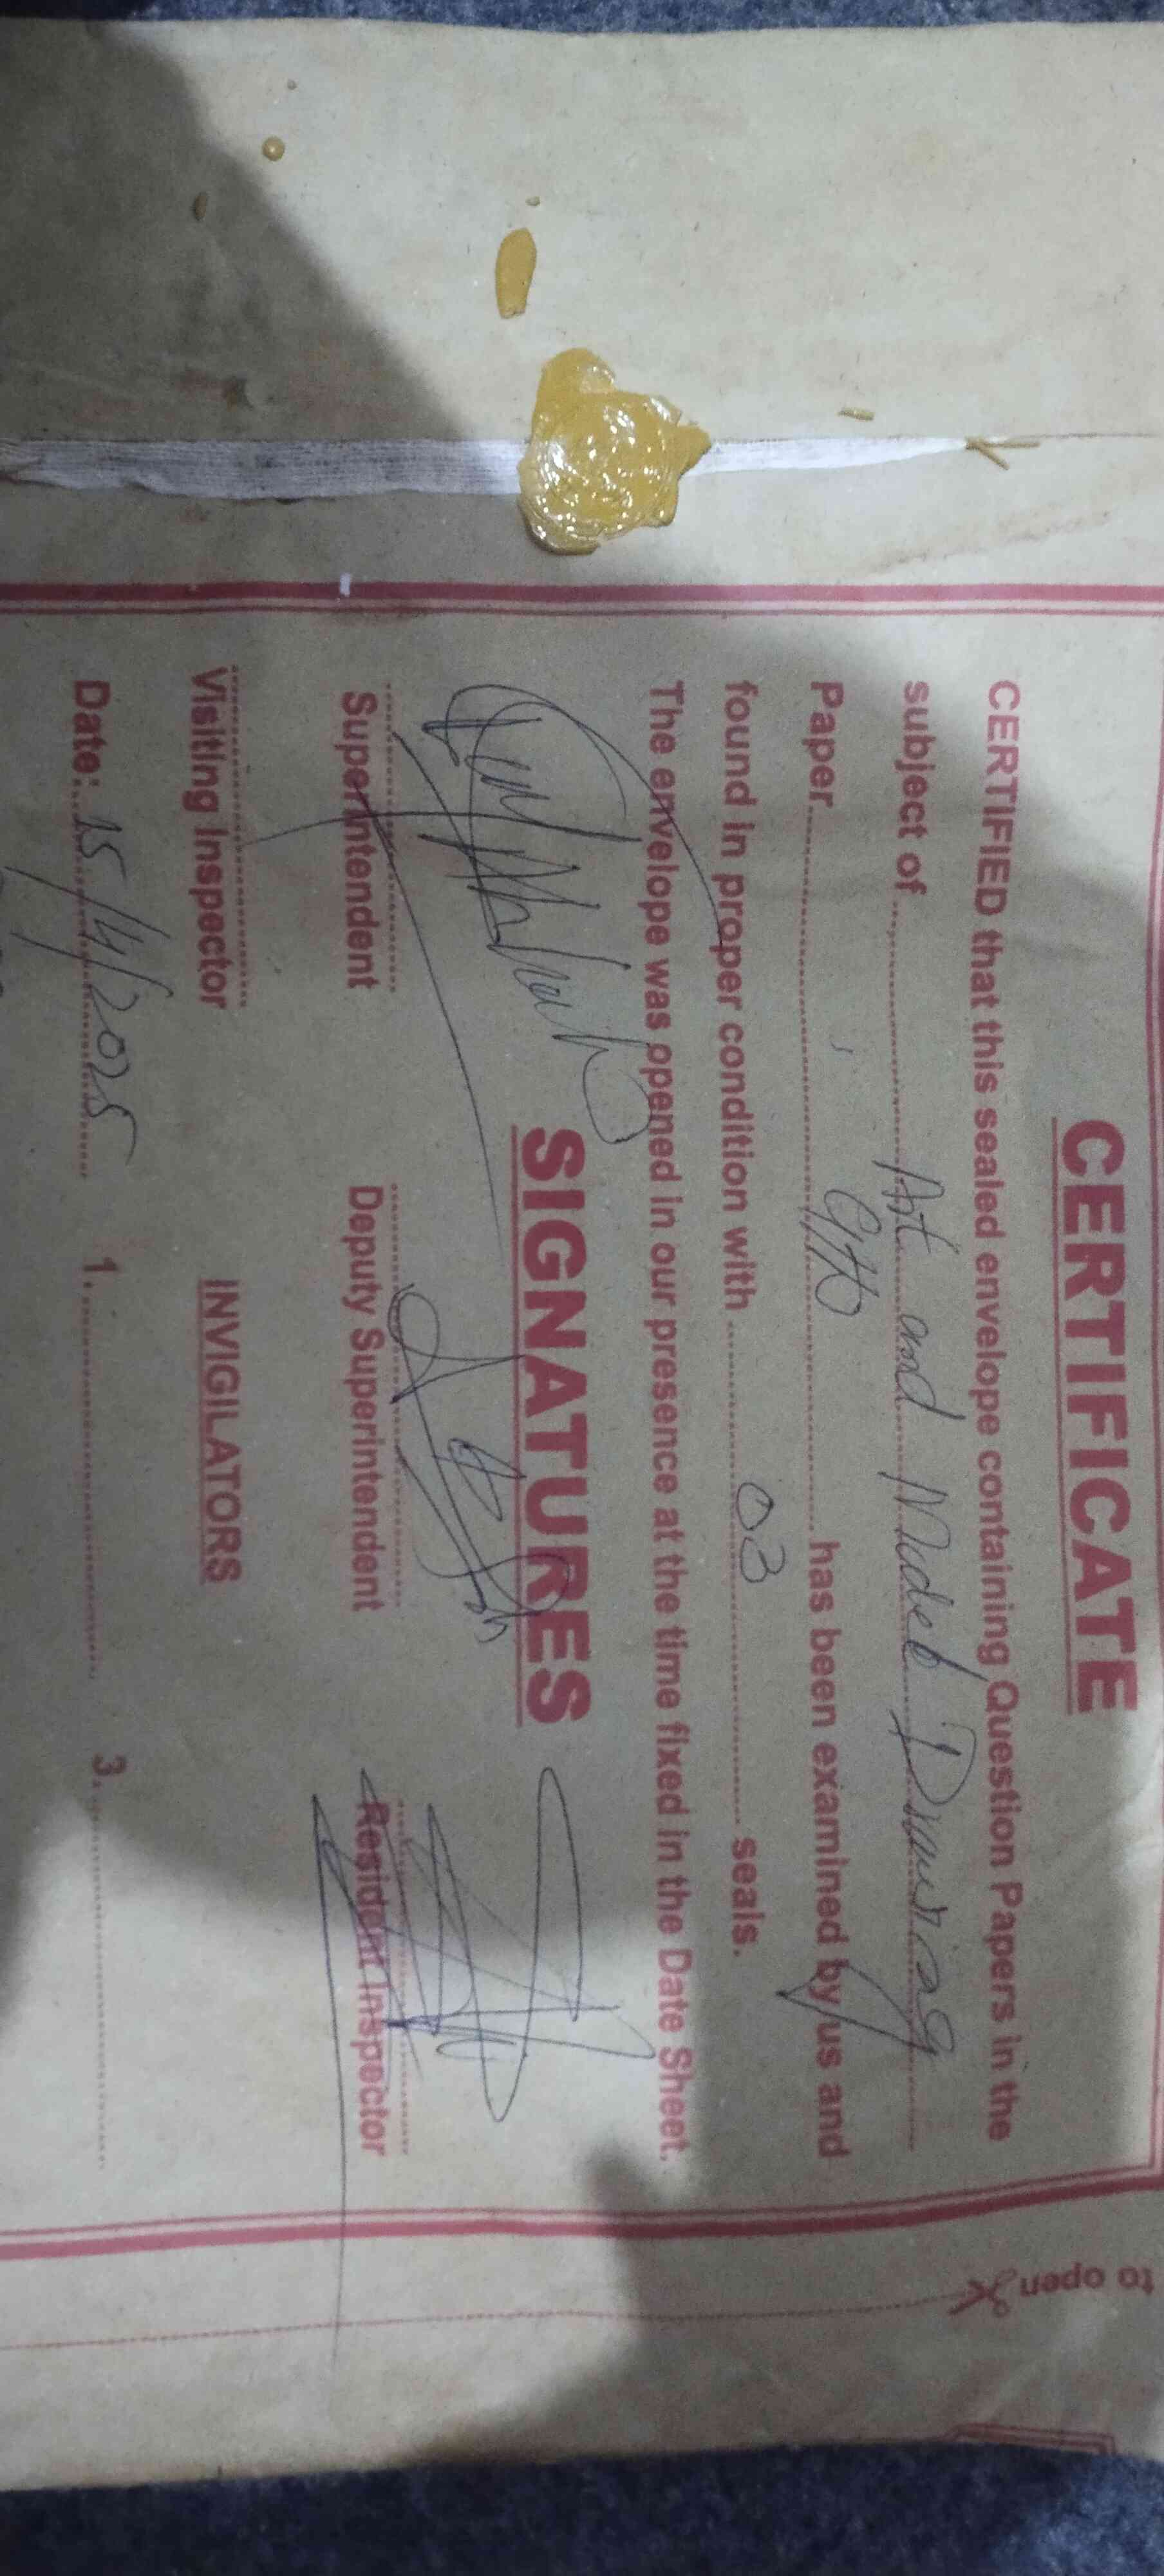 CERTIFICATE
CERTIFIED that this sealed envelope containing Question Papers in the
subject of Art and Model Drawing
Paper 9th has been examined by us and
found in proper condition with 03 seals.
The envelope was opened in our presence at the time fixed in the Date Sheet.
SIGNATURES
Superintendent Deputy Superintendent Resident Inspector
Visiting Inspector INVIGILATORS
Date: 15/4/2025 1. 3.
to open